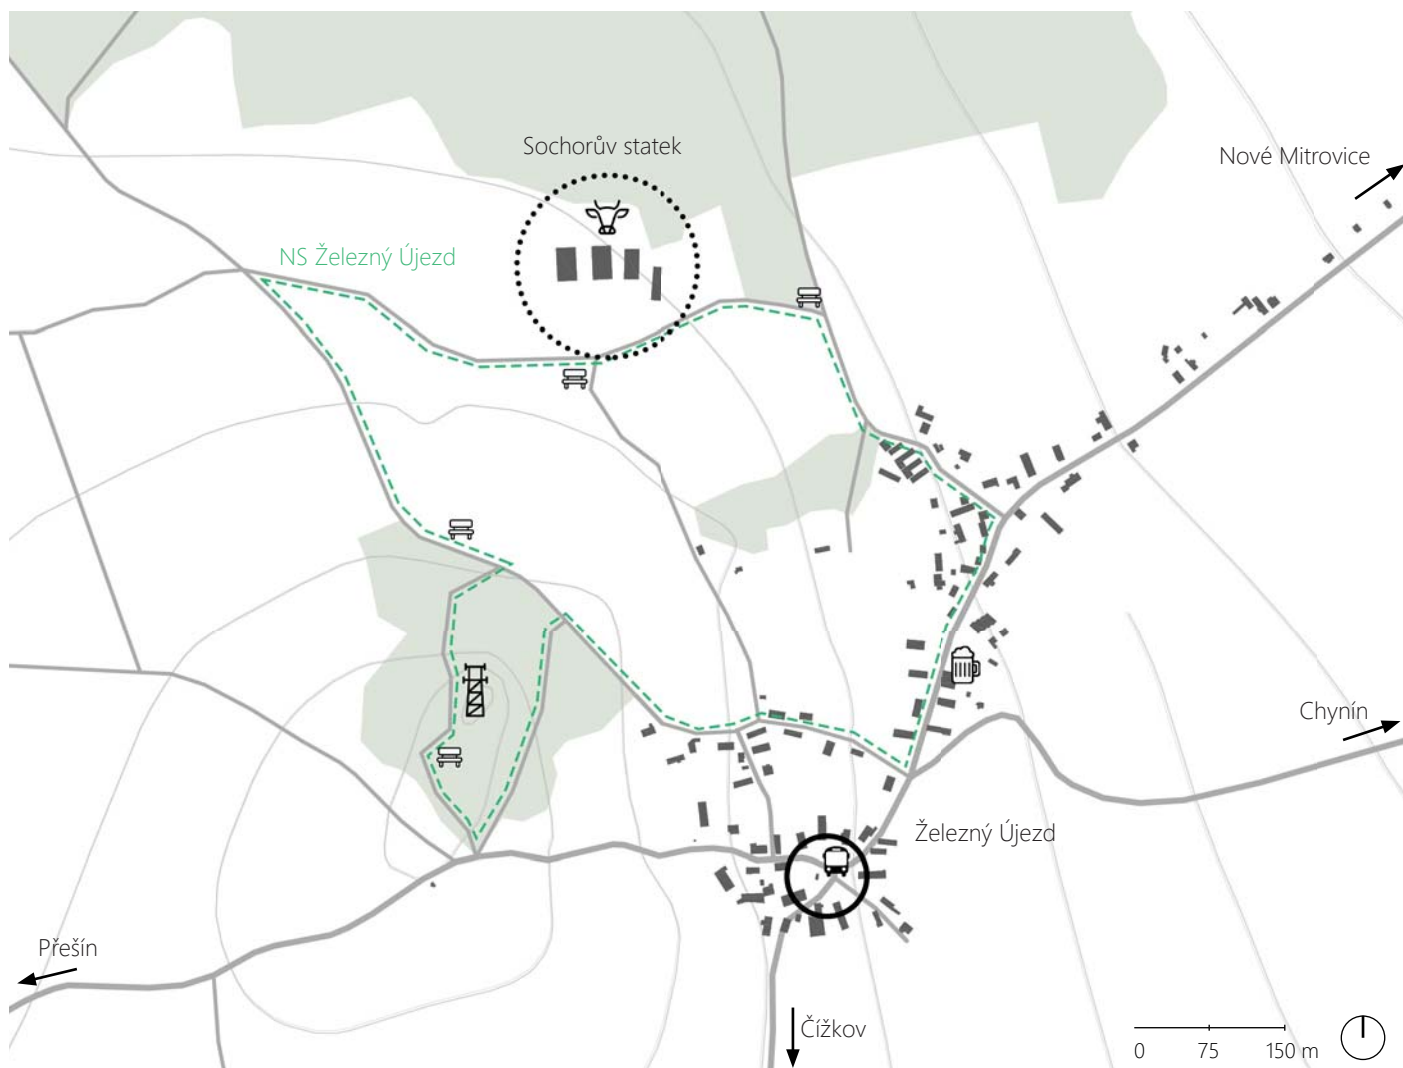 Sochorův statek
Nové Mitrovice
NS Železný Újezd
Chynín
Železný Újezd
Přešín
Čížkov
0 75 150 m